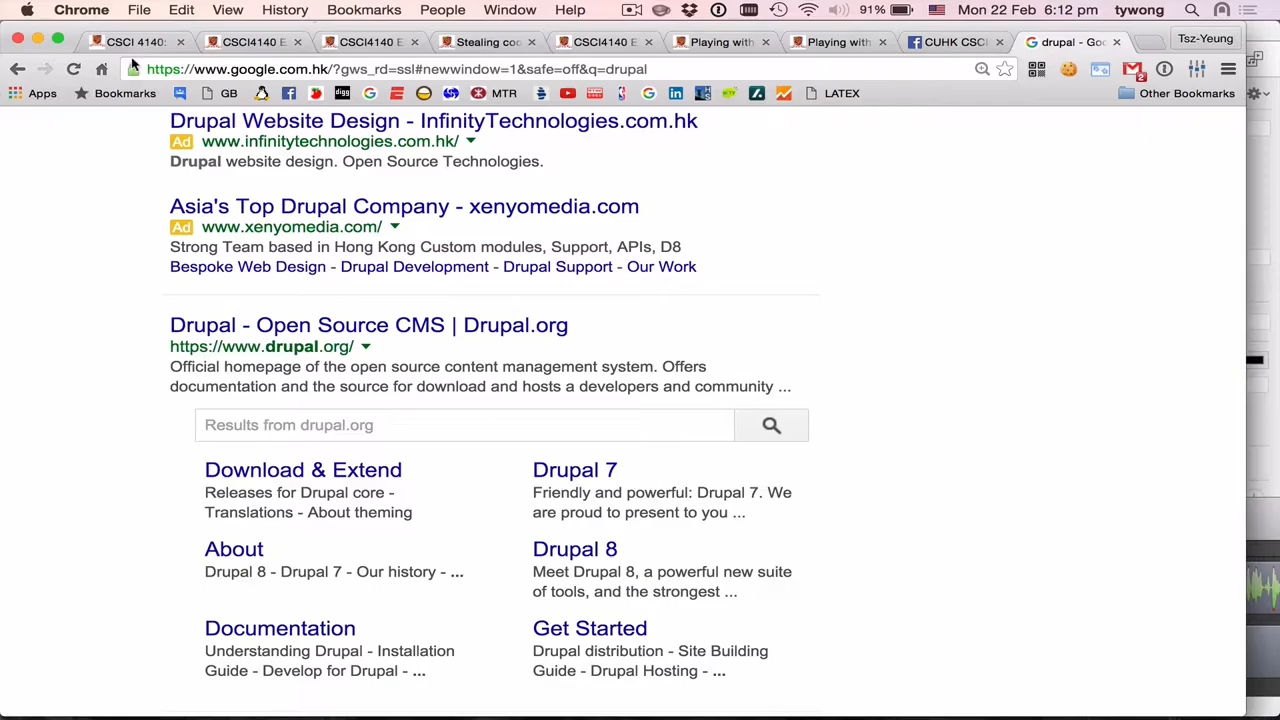 Chrome File Edit View History Bookmarks People Window Help 91% Mon 22 Feb 6:12 pm tywong
CSCI 4140: CSCI4140 E CSCI4140 E Stealing coo CSCI4140 E Playing with Playing with CUHK CSCI drupal - Goo Tsz-Yeung
https://www.google.com.hk/?gws_rd=ssl#newwindow=1&safe=off&q=drupal
Apps Bookmarks GB digg MTR LATEX Other Bookmarks
Drupal Website Design - InfinityTechnologies.com.hk
Ad www.infinitytechnologies.com.hk/
Drupal website design. Open Source Technologies.
Asia's Top Drupal Company - xenyomedia.com
Ad www.xenyomedia.com/
Strong Team based in Hong Kong Custom modules, Support, APIs, D8
Bespoke Web Design - Drupal Development - Drupal Support - Our Work
Drupal - Open Source CMS | Drupal.org
https://www.drupal.org/
Official homepage of the open source content management system. Offers
documentation and the source for download and hosts a developers and community ...
Results from drupal.org
Download & Extend
Releases for Drupal core -
Translations - About theming
Drupal 7
Friendly and powerful: Drupal 7. We
are proud to present to you ...
About
Drupal 8 - Drupal 7 - Our history - ...
Drupal 8
Meet Drupal 8, a powerful new suite
of tools, and the strongest ...
Documentation
Understanding Drupal - Installation
Guide - Develop for Drupal - ...
Get Started
Drupal distribution - Site Building
Guide - Drupal Hosting - ...